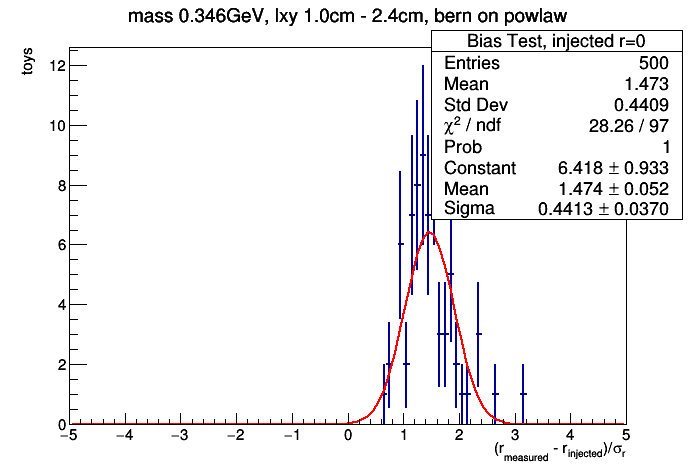 mass 0.346GeV, lxy 1.0cm - 2.4cm, bern on powlaw
toys
Bias Test, injected r=0
Entries 500
Mean 1.473
Std Dev 0.4409
χ² / ndf 28.26 / 97
Prob 1
Constant 6.418 ± 0.933
Mean 1.474 ± 0.052
Sigma 0.4413 ± 0.0370
12
10
8
6
4
2
0
−5 −4 −3 −2 −1 0 1 2 3 4 5
(r_measured - r_injected)/σ_r